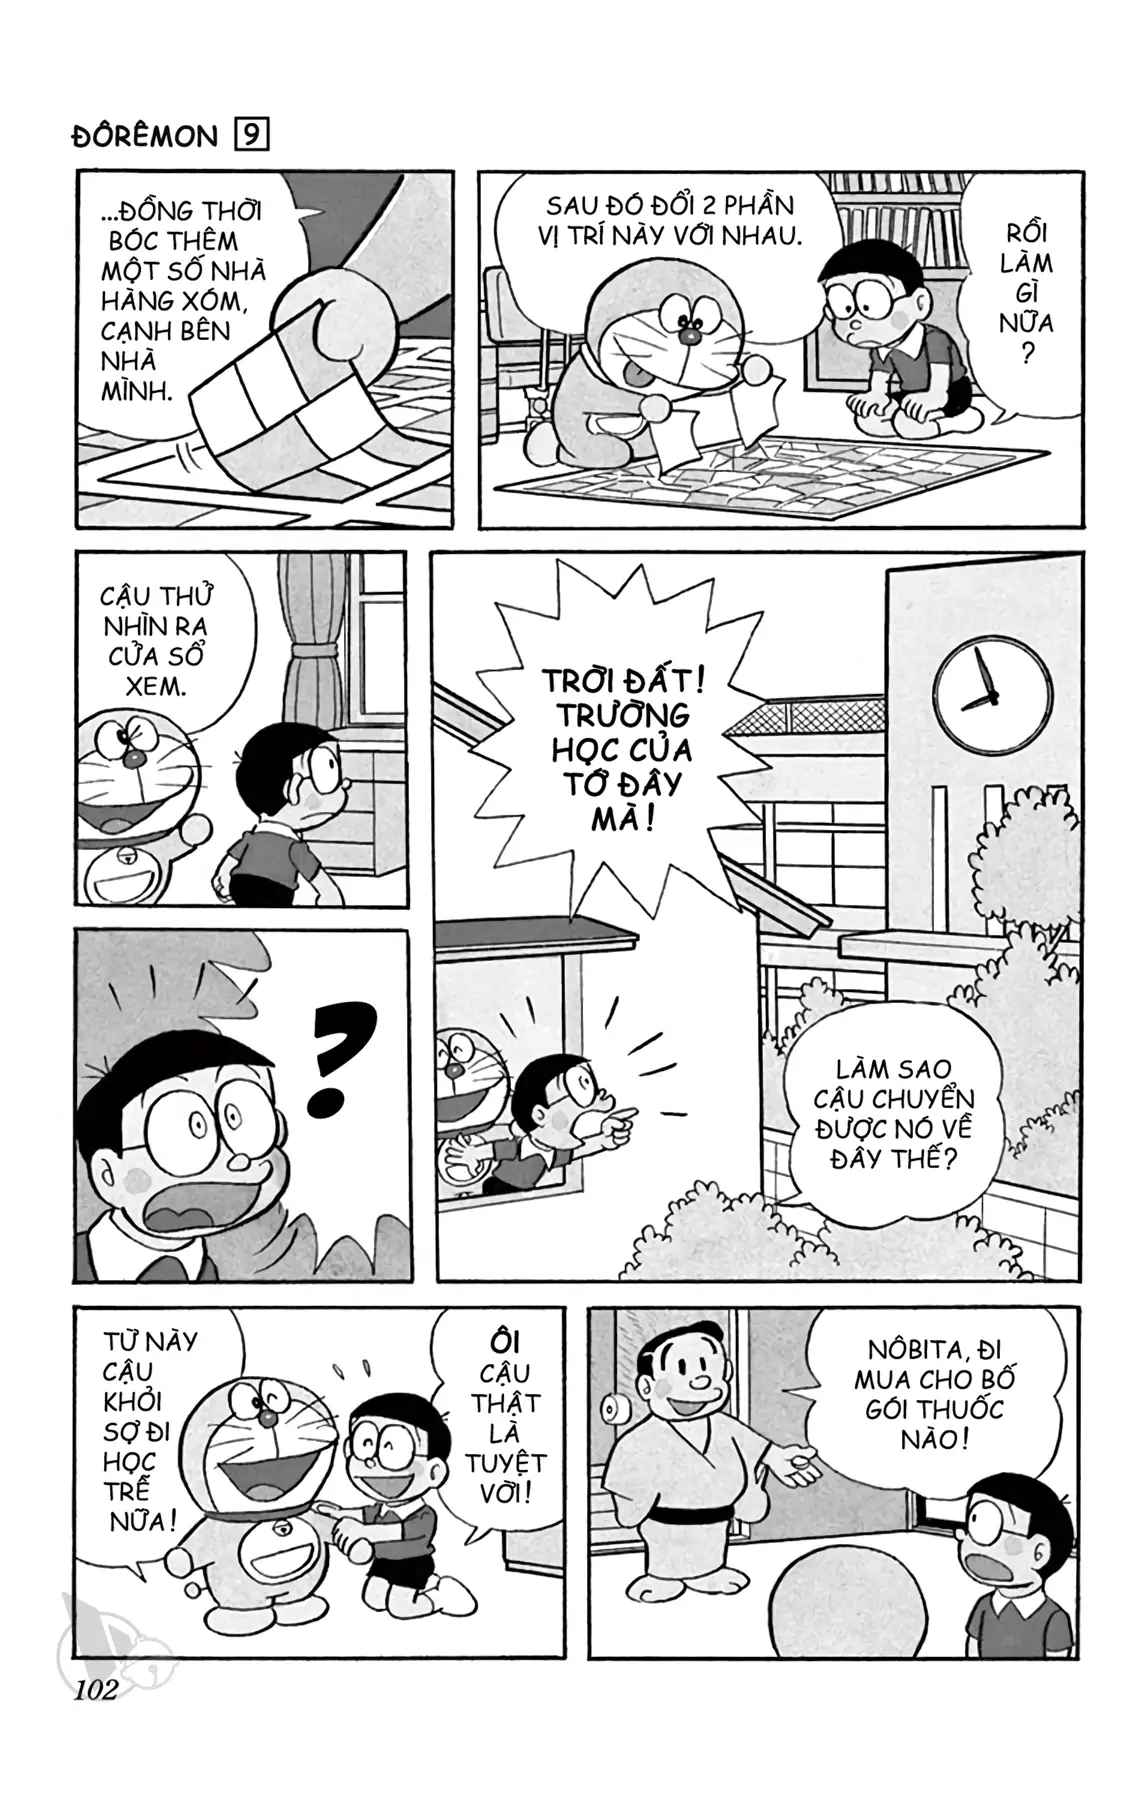 ĐÔRÊMON 9
...ĐỒNG THỜI
BÓC THÊM
MỘT SỐ NHÀ
HÀNG XÓM,
CẠNH BÊN
NHÀ
MÌNH.
SAU ĐÓ ĐỔI 2 PHẦN
VỊ TRÍ NÀY VỚI NHAU.
RỒI
LÀM
GÌ
NỮA
?
CẬU THỬ
NHÌN RA
CỬA SỔ
XEM.
TRỜI ĐẤT!
TRƯỜNG
HỌC CỦA
TỚ ĐÂY
MÀ!
?
LÀM SAO
CẬU CHUYỂN
ĐƯỢC NÓ VỀ
ĐÂY THẾ?
TỪ NÀY
CẬU
KHỎI
SỢ ĐI
HỌC
TRỄ
NỮA!
ÔI
CẬU
THẬT
LÀ
TUYỆT
VỜI!
NÔBITA, ĐI
MUA CHO BỐ
GÓI THUỐC
NÀO!
102